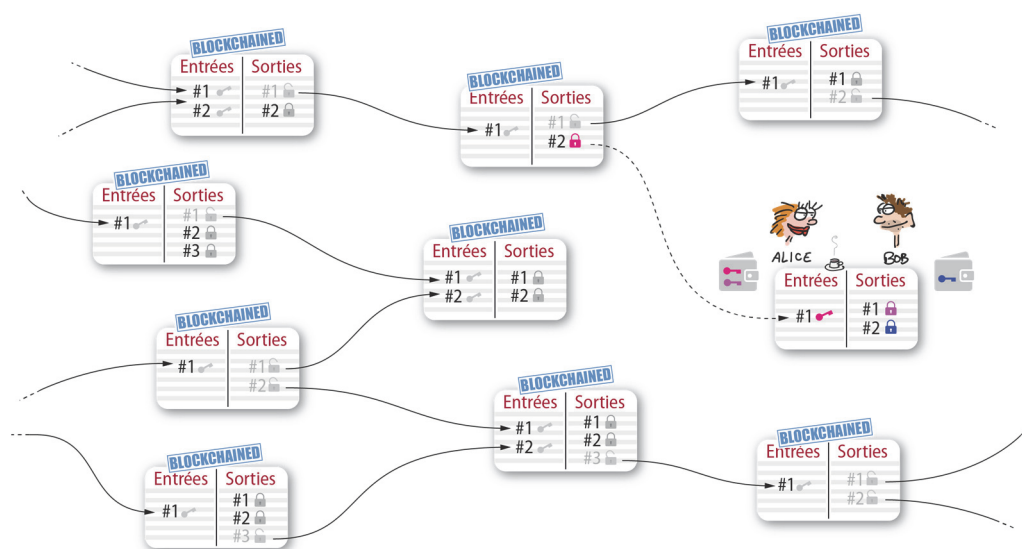 BLOCKCHAINED
Entrées Sorties
#1 #1
#2 #2
BLOCKCHAINED
Entrées Sorties
#1 #1
#2
BLOCKCHAINED
Entrées Sorties
#1 #1
#2
BLOCKCHAINED
Entrées Sorties
#1 #1
#2
#3
BLOCKCHAINED
Entrées Sorties
#1 #1
#2 #2
ALICE BOB
Entrées Sorties
#1 #1
#2
BLOCKCHAINED
Entrées Sorties
#1 #1
#2
BLOCKCHAINED
Entrées Sorties
#1 #1
#2 #2
#3
BLOCKCHAINED
Entrées Sorties
#1 #1
#2
#3
BLOCKCHAINED
Entrées Sorties
#1 #1
#2